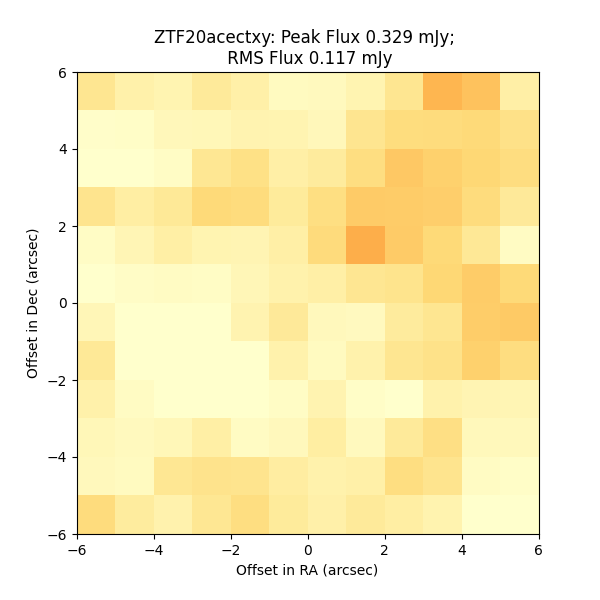 ZTF20acectxy: Peak Flux 0.329 mJy;
RMS Flux 0.117 mJy
6
4
2
0
−2
−4
−6
Offset in Dec (arcsec)
−6 −4 −2 0 2 4 6
Offset in RA (arcsec)